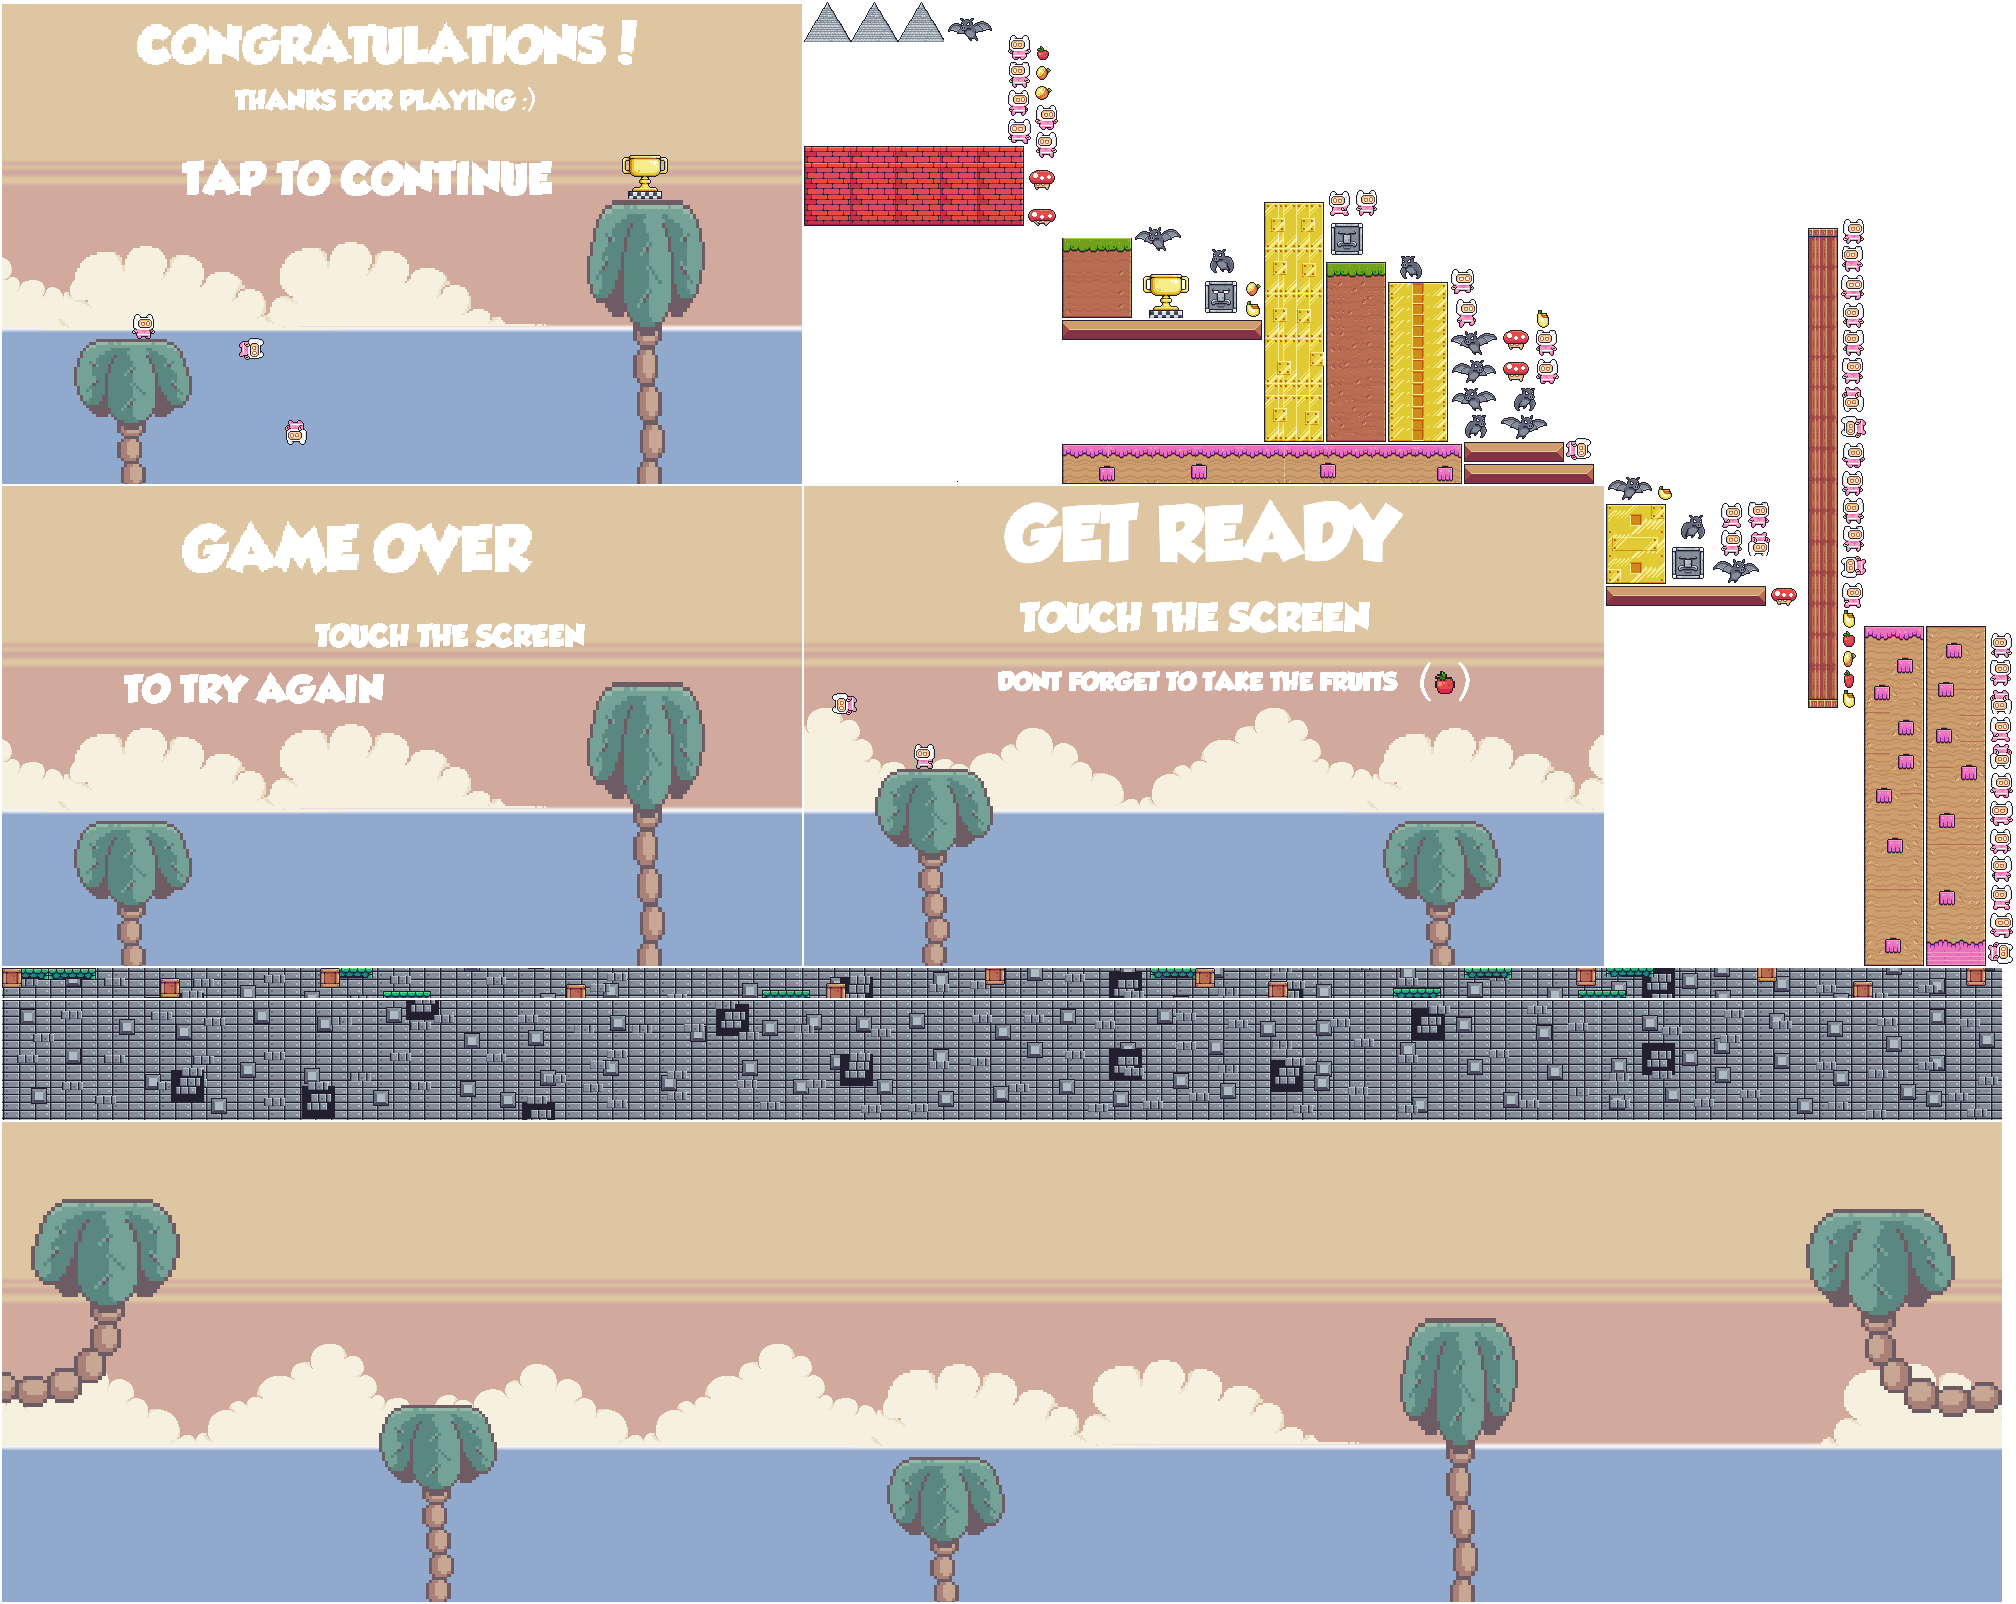 CONGRATULATIONS!
THANKS FOR PLAYING :)
TAP TO CONTINUE
GAME OVER
TOUCH THE SCREEN
TO TRY AGAIN
GET READY
TOUCH THE SCREEN
DONT FORGET TO TAKE THE FRUITS ( )